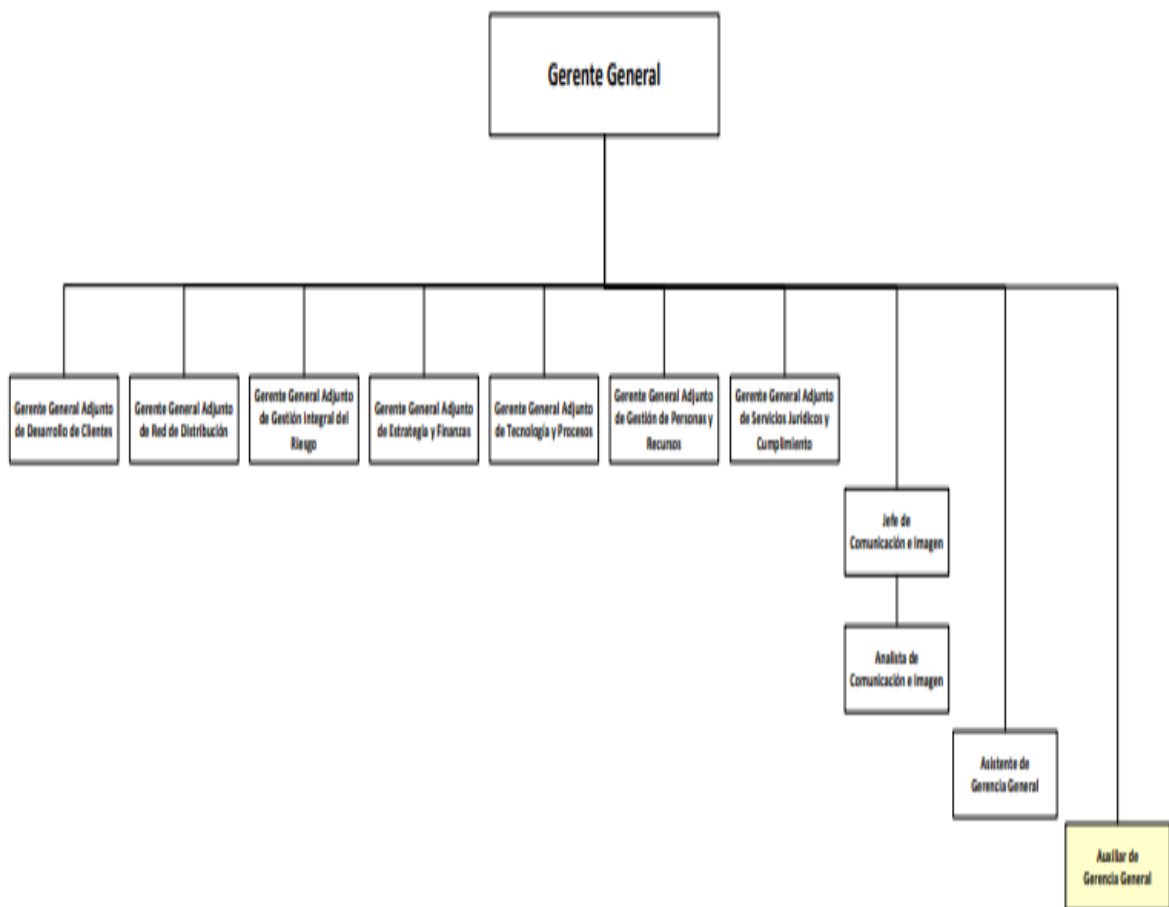 Gerente General
Gerente General Adjunto
de Desarrollo de Clientes
Gerente General Adjunto
de Red de Distribución
Gerente General Adjunto
de Gestión Integral del
Riesgo
Gerente General Adjunto
de Estrategia y Finanzas
Gerente General Adjunto
de Tecnología y Procesos
Gerente General Adjunto
de Gestión de Personas y
Recursos
Gerente General Adjunto
de Servicios Jurídicos y
Cumplimiento
Jefe de
Comunicación e Imagen
Analista de
Comunicación e Imagen
Asistente de
Gerencia General
Auxiliar de
Gerencia General